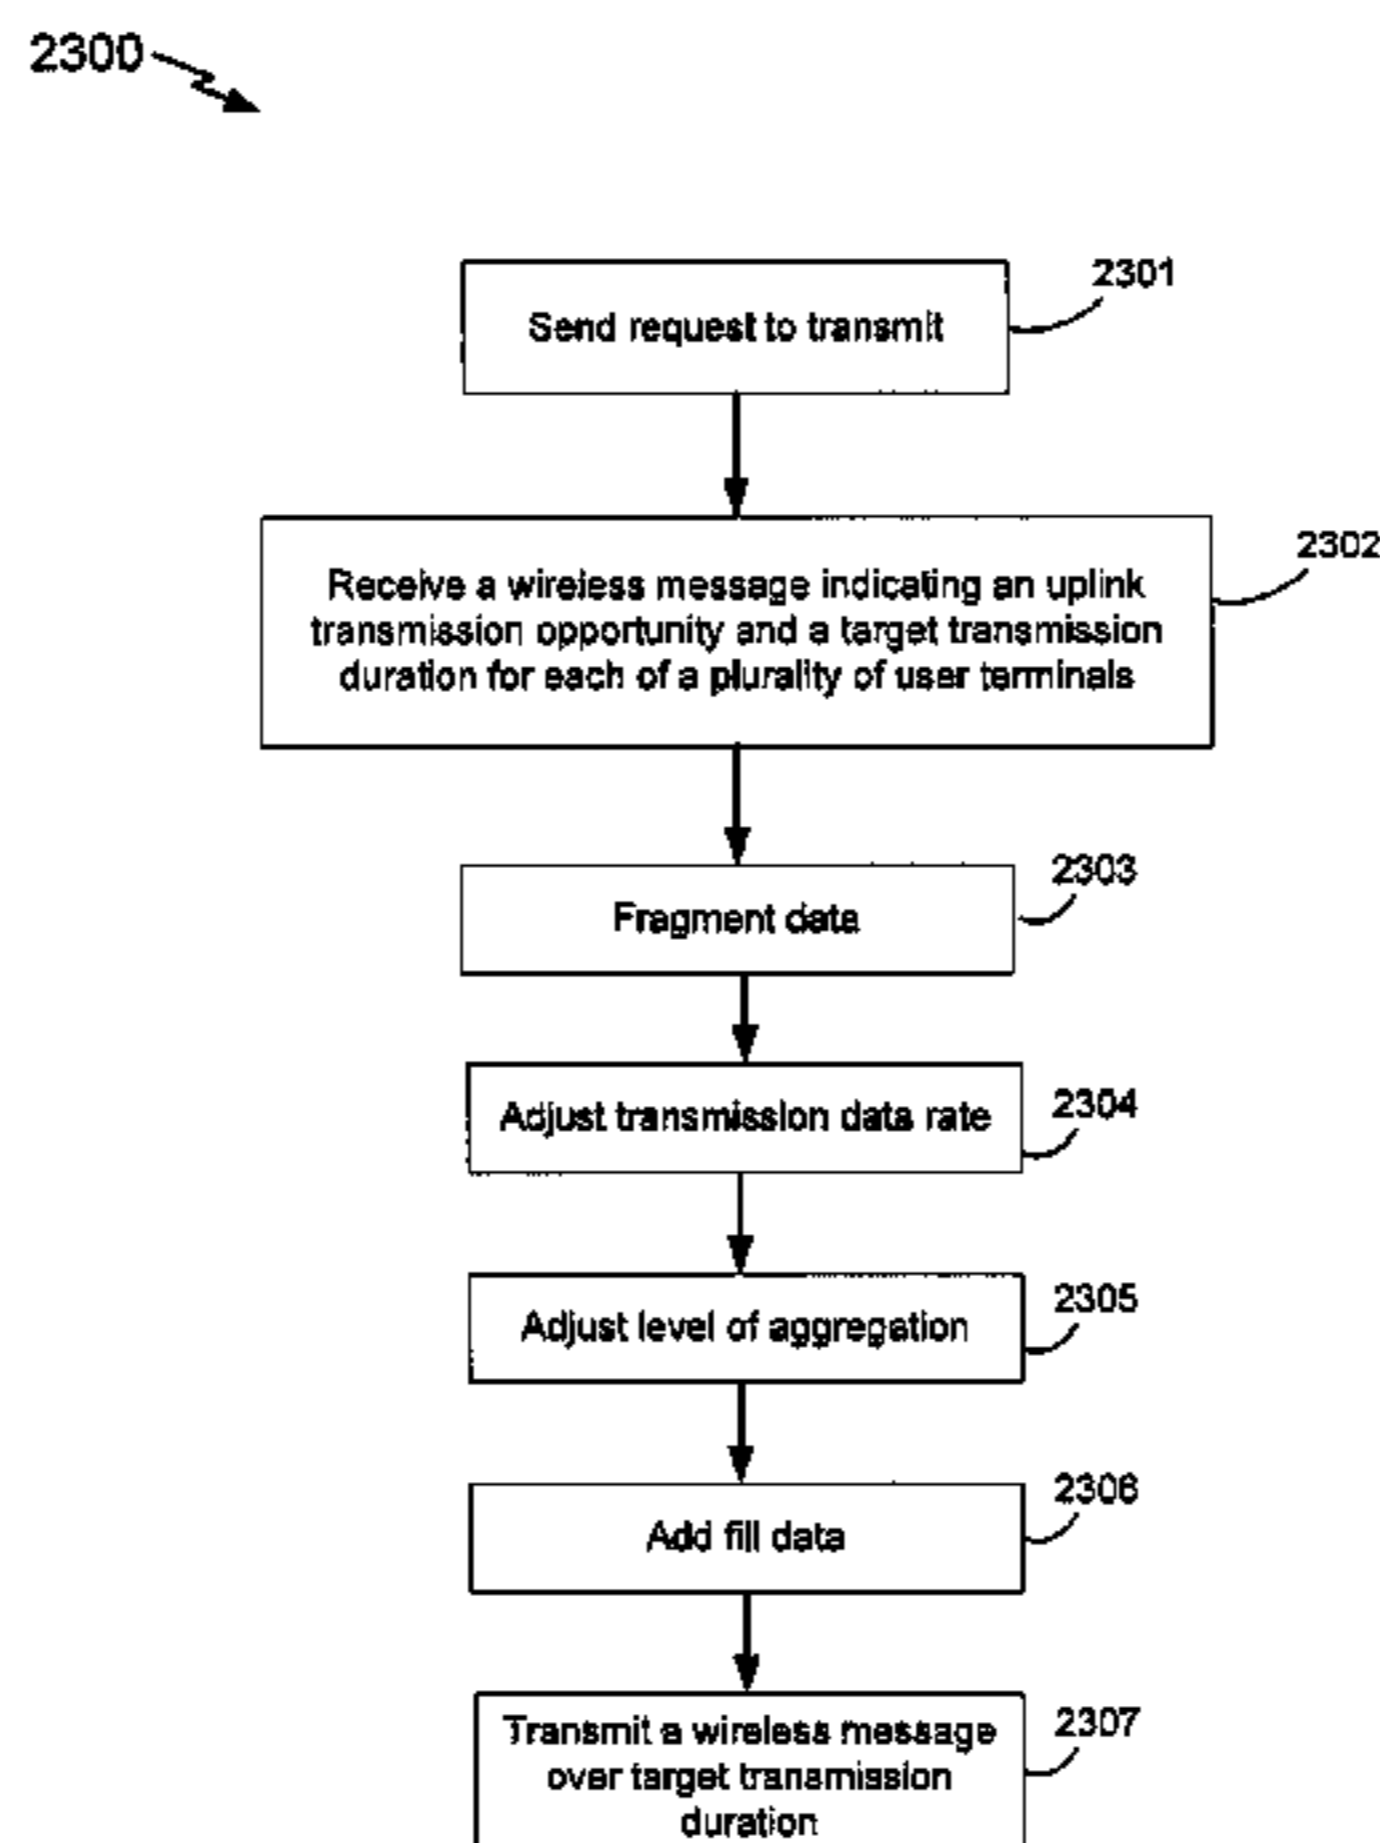 2300
2301
Send request to transmit
2302
Receive a wireless message indicating an uplink
transmission opportunity and a target transmission
duration for each of a plurality of user terminals
2303
Fragment data
2304
Adjust transmission data rate
2305
Adjust level of aggregation
2306
Add fill data
2307
Transmit a wireless message
over target transmission
duration